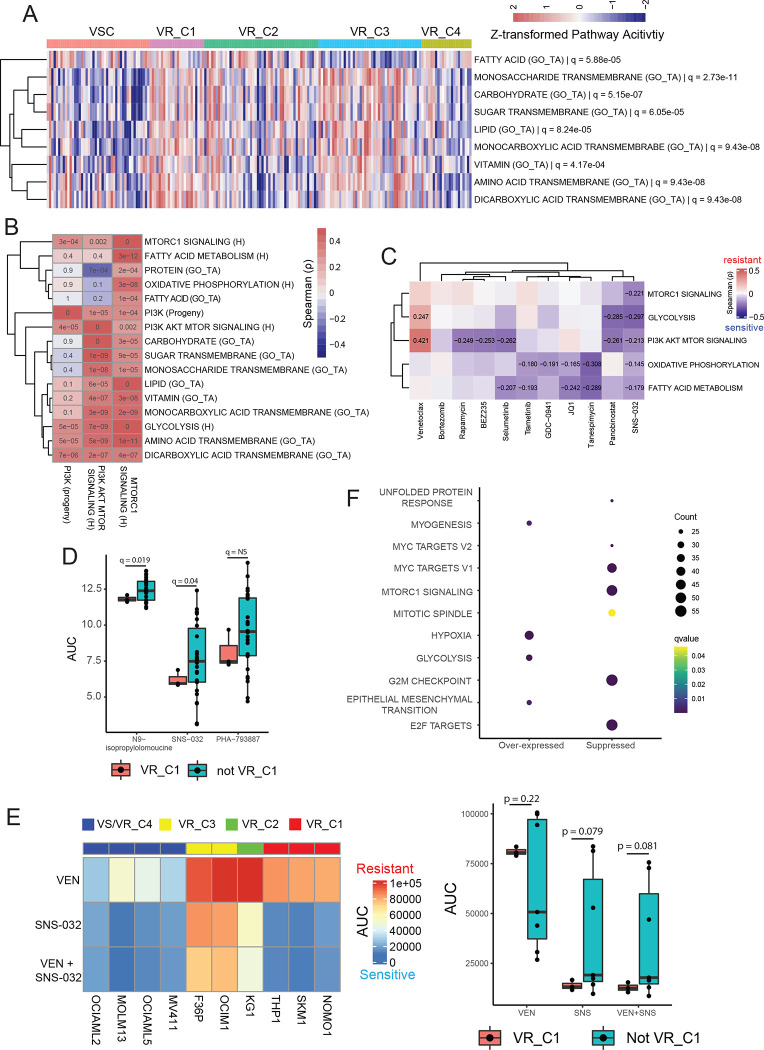 A
VSC VR_C1 VR_C2 VR_C3 VR_C4
2 1 0 -1 -2
Z-transformed Pathway Acitivtiy
FATTY ACID (GO_TA) | q = 5.88e-05
MONOSACCHARIDE TRANSMEMBRANE (GO_TA) | q = 2.73e-11
CARBOHYDRATE (GO_TA) | q = 5.15e-07
SUGAR TRANSMEMBRANE (GO_TA) | q = 6.05e-05
LIPID (GO_TA) | q = 8.24e-05
MONOCARBOXYLIC ACID TRANSMEMBRABE (GO_TA) | q = 9.43e-08
VITAMIN (GO_TA) | q = 4.17e-04
AMINO ACID TRANSMEMBRANE (GO_TA) | q = 9.43e-08
DICARBOXYLIC ACID TRANSMEMBRANE (GO_TA) | q = 9.43e-08
B
3e-04 0.002 0 MTORC1 SIGNALING (H)
0.4 0.4 3e-12 FATTY ACID METABOLISM (H)
0.9 7e-04 2e-04 PROTEIN (GO_TA)
0.9 0.1 3e-08 OXIDATIVE PHOSPHORYLATION (H)
1 0.2 1e-04 FATTY ACID (GO_TA)
0 1e-05 1e-04 PI3K (Progeny)
4e-05 0 0.002 PI3K AKT MTOR SIGNALING (H)
0.9 0 2e-04 CARBOHYDRATE (GO_TA)
0.4 1e-09 9e-05 SUGAR TRANSMEMBRANE (GO_TA)
0.4 1e-08 1e-05 MONOSACCHARIDE TRANSMEMBRANE (GO_TA)
0.1 6e-05 0 LIPID (GO_TA)
0.2 4e-07 3e-08 VITAMIN (GO_TA)
0.1 3e-09 2e-09 MONOCARBOXYLIC ACID TRANSMEMBRANE (GO_TA)
5e-05 7e-05 0 GLYCOLYSIS (H)
5e-05 5e-09 1e-11 AMINO ACID TRANSMEMBRANE (GO_TA)
7e-06 2e-07 4e-07 DICARBOXYLIC ACID TRANSMEMBRANE (GO_TA)
PI3K (progeny)
PI3K AKT MTOR
SIGNALING (H)
MTORC1
SIGNALING (H)
0.4
0.2
0
-0.2
-0.4
Spearman (ρ)
C
resistant
0.5
0
-0.5
Spearman (ρ)
sensitive
-0.221 MTORC1 SIGNALING
0.247 -0.285 -0.297 GLYCOLYSIS
0.421 -0.249 -0.253 -0.262 -0.261 -0.213 PI3K AKT MTOR SIGNALING
-0.180 -0.191 -0.165 -0.308 -0.145 OXIDATIVE PHOSPHORYLATION
-0.207 -0.193 -0.242 -0.289 -0.179 FATTY ACID METABOLISM
Venetoclax
Bortezomib
Rapamycin
BEZ235
Selumetinib
Trametinib
GDC-0941
JQ1
Tanespimycin
Panobinostat
SNS-032
D
q = 0.019
q = 0.04
q = NS
12.5
10.0
7.5
5.0
AUC
N9-
isopropylolomoucine
SNS-032
PHA-793887
VR_C1 not VR_C1
F
UNFOLDED PROTEIN
RESPONSE
MYOGENESIS
MYC TARGETS V2
MYC TARGETS V1
MTORC1 SIGNALING
MITOTIC SPINDLE
HYPOXIA
GLYCOLYSIS
G2M CHECKPOINT
EPITHELIAL MESENCHYMAL
TRANSITION
E2F TARGETS
Over-expressed Suppressed
Count
25
30
35
40
45
50
55
qvalue
0.04
0.03
0.02
0.01
E
VS/VR_C4 VR_C3 VR_C2 VR_C1
VEN
SNS-032
VEN +
SNS-032
OCIAML2
MOLM13
OCIAML5
MV411
F36P
OCIM1
KG1
THP1
SKM1
NOMO1
Resistant
1e+05
80000
60000
40000
20000
0
AUC
Sensitive
p = 0.22
p = 0.079
p = 0.081
100000
75000
50000
25000
AUC
VEN SNS VEN+SNS
VR_C1 Not VR_C1